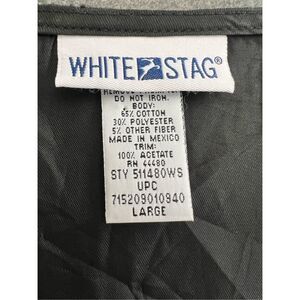 WHITE STAG®
DO NOT IRON.
BODY:
65% COTTON
30% POLYESTER
5% OTHER FIBER
MADE IN MEXICO
TRIM:
100% ACETATE
RN 44480
STY 511480WS
UPC
715209010940
LARGE